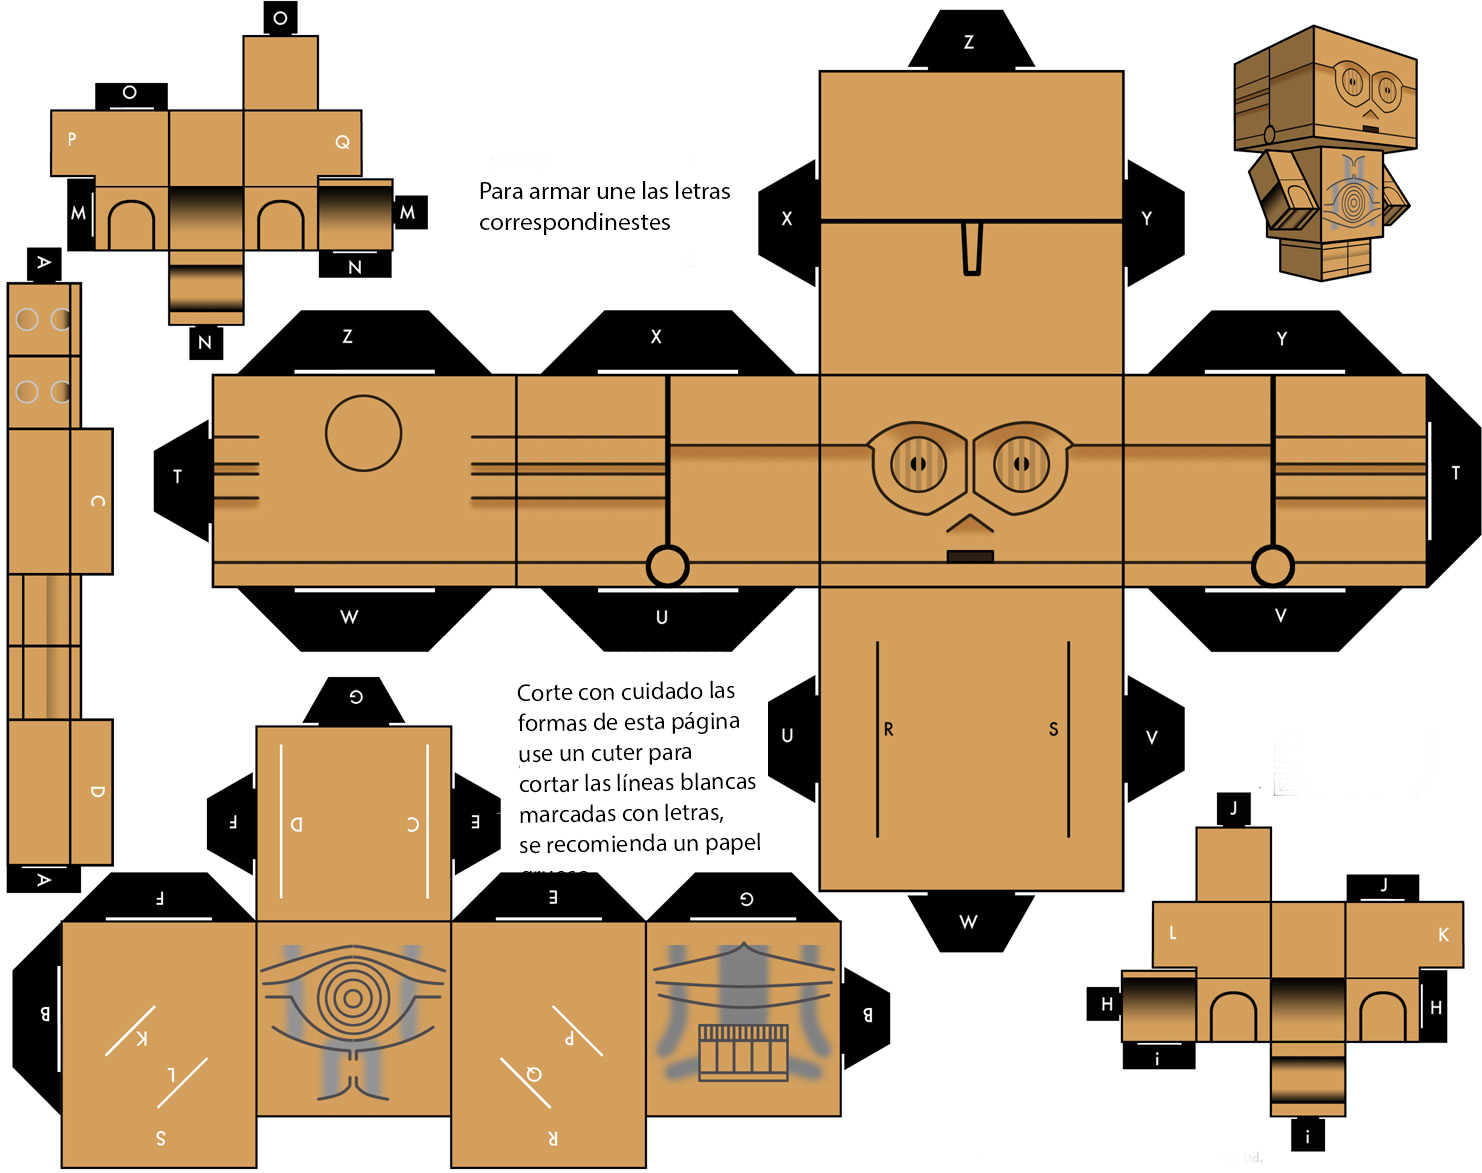 O
Z
O
P
Q
Para armar une las letras
correspondinestes
M
M
X
Y
N
A
N
Z
X
Y
T
C
T
W
U
V
G
Corte con cuidado las
formas de esta página
use un cuter para
cortar las líneas blancas
marcadas con letras,
se recomienda un papel
R
S
U
V
D
F
D
C
E
J
A
F
E
G
W
J
L
K
B
K
P
B
H
H
L
Q
i
S
R
i
Ltd.